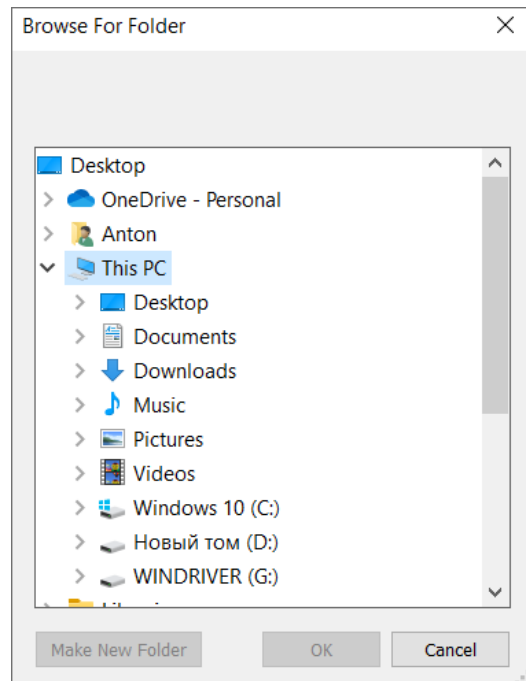 Browse For Folder
Desktop
OneDrive - Personal
Anton
This PC
Desktop
Documents
Downloads
Music
Pictures
Videos
Windows 10 (C:)
Новый том (D:)
WINDRIVER (G:)
Make New Folder
OK
Cancel